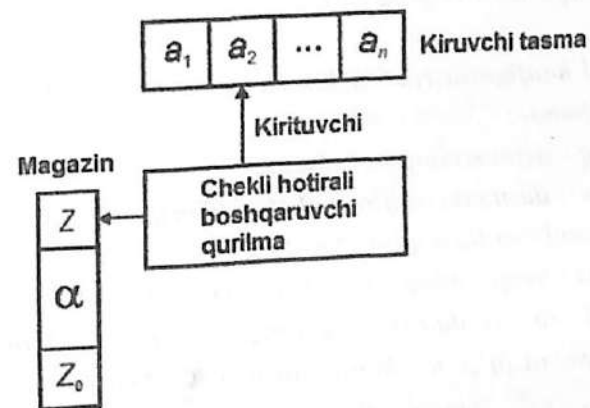 a₁ a₂ ... aₙ Kiruvchi tasma
Kirituvchi
Magazin
Chekli hotirali
boshqaruvchi
qurilma
Z
α
Z₀